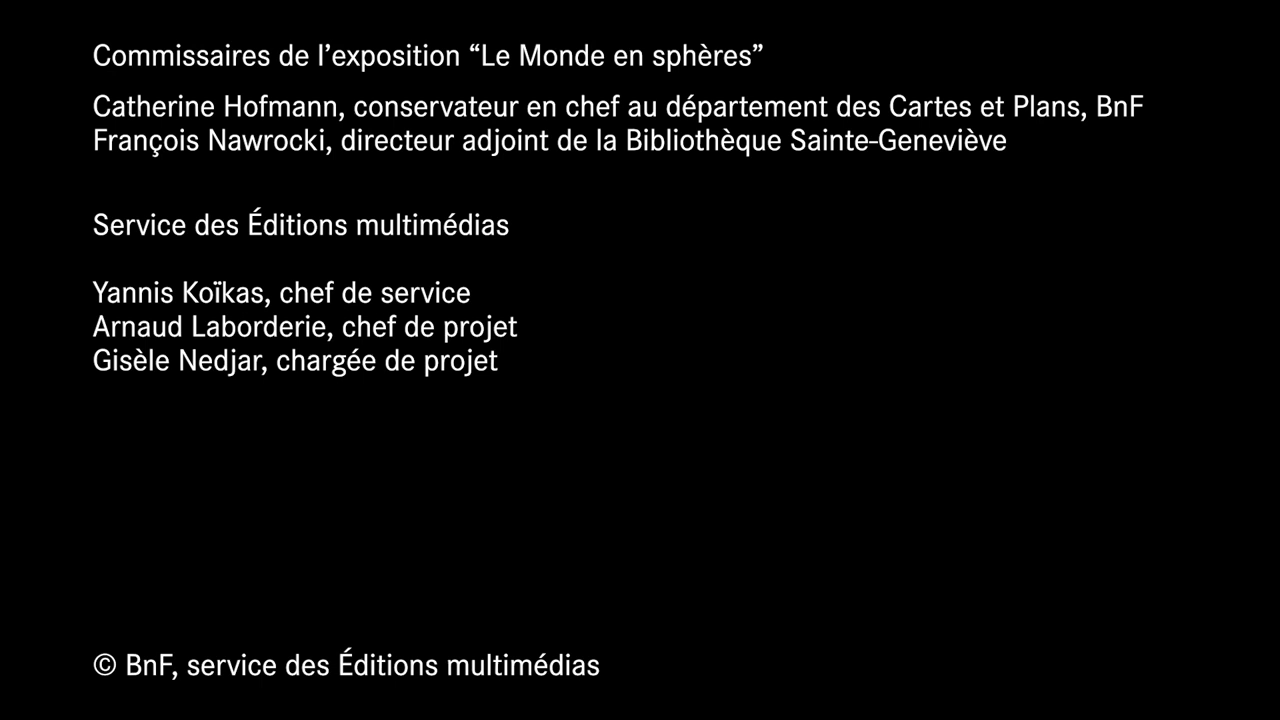 Commissaires de l’exposition “Le Monde en sphères”
Catherine Hofmann, conservateur en chef au département des Cartes et Plans, BnF
François Nawrocki, directeur adjoint de la Bibliothèque Sainte-Geneviève
Service des Éditions multimédias
Yannis Koïkas, chef de service
Arnaud Laborderie, chef de projet
Gisèle Nedjar, chargée de projet
© BnF, service des Éditions multimédias